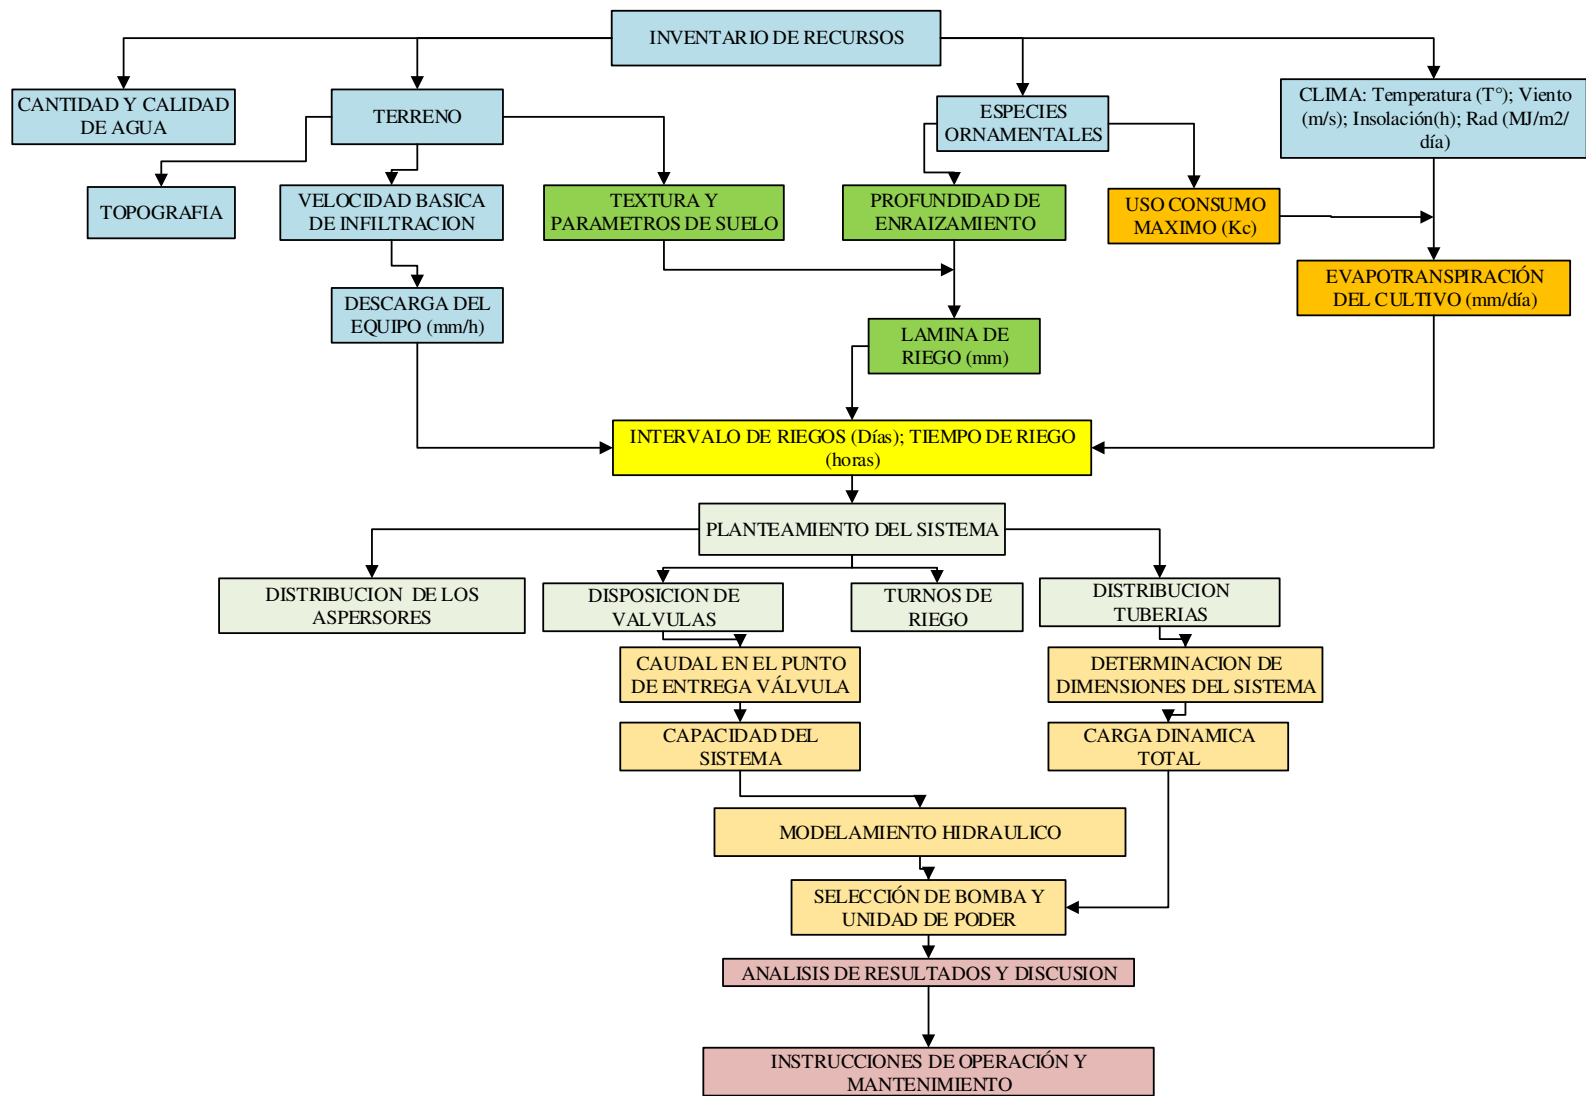 INVENTARIO DE RECURSOS
CANTIDAD Y CALIDAD
DE AGUA
TERRENO
ESPECIES
ORNAMENTALES
CLIMA: Temperatura (T°); Viento
(m/s); Insolación(h); Rad (MJ/m2/
día)
TOPOGRAFIA
VELOCIDAD BASICA
DE INFILTRACION
TEXTURA Y
PARAMETROS DE SUELO
PROFUNDIDAD DE
ENRAIZAMIENTO
USO CONSUMO
MAXIMO (Kc)
EVAPOTRANSPIRACIÓN
DEL CULTIVO (mm/día)
DESCARGA DEL
EQUIPO (mm/h)
LAMINA DE
RIEGO (mm)
INTERVALO DE RIEGOS (Días); TIEMPO DE RIEGO
(horas)
PLANTEAMIENTO DEL SISTEMA
DISTRIBUCION DE LOS
ASPERSORES
DISPOSICION DE
VALVULAS
TURNOS DE
RIEGO
DISTRIBUCION
TUBERIAS
CAUDAL EN EL PUNTO
DE ENTREGA VÁLVULA
DETERMINACION DE
DIMENSIONES DEL SISTEMA
CAPACIDAD DEL
SISTEMA
CARGA DINAMICA
TOTAL
MODELAMIENTO HIDRAULICO
SELECCIÓN DE BOMBA Y
UNIDAD DE PODER
ANALISIS DE RESULTADOS Y DISCUSION
INSTRUCCIONES DE OPERACIÓN Y
MANTENIMIENTO